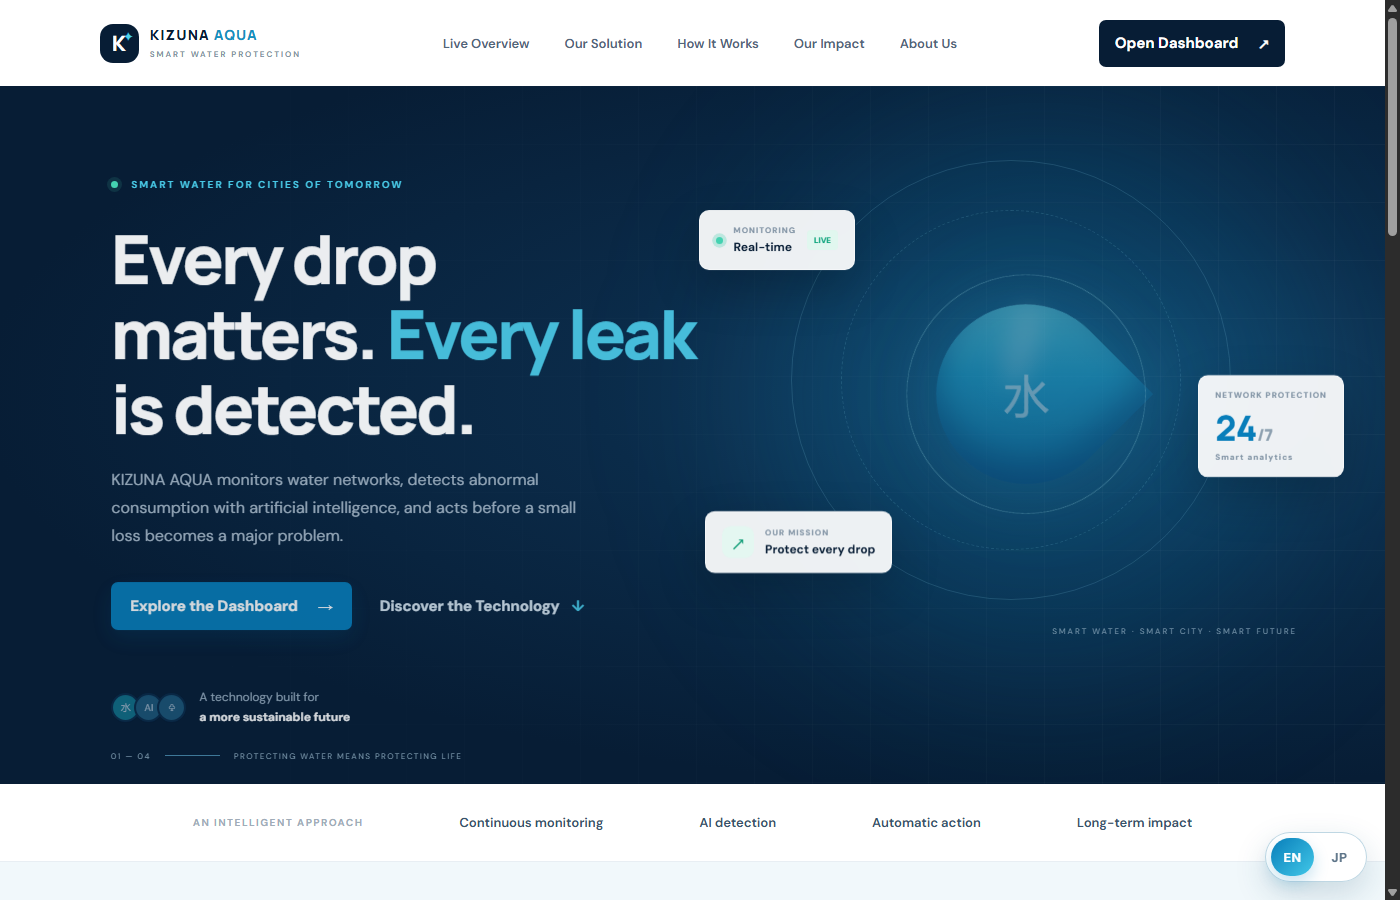 K
KIZUNA AQUA
SMART WATER PROTECTION
Live Overview
Our Solution
How It Works
Our Impact
About Us
Open Dashboard ↗
SMART WATER FOR CITIES OF TOMORROW
Every drop
matters. Every leak
is detected.
KIZUNA AQUA monitors water networks, detects abnormal
consumption with artificial intelligence, and acts before a small
loss becomes a major problem.
Explore the Dashboard →
Discover the Technology ↓
水
AI
A technology built for
a more sustainable future
01 — 04
PROTECTING WATER MEANS PROTECTING LIFE
MONITORING
Real-time
LIVE
水
NETWORK PROTECTION
24/7
Smart analytics
↗
OUR MISSION
Protect every drop
SMART WATER · SMART CITY · SMART FUTURE
AN INTELLIGENT APPROACH
Continuous monitoring
AI detection
Automatic action
Long-term impact
EN
JP